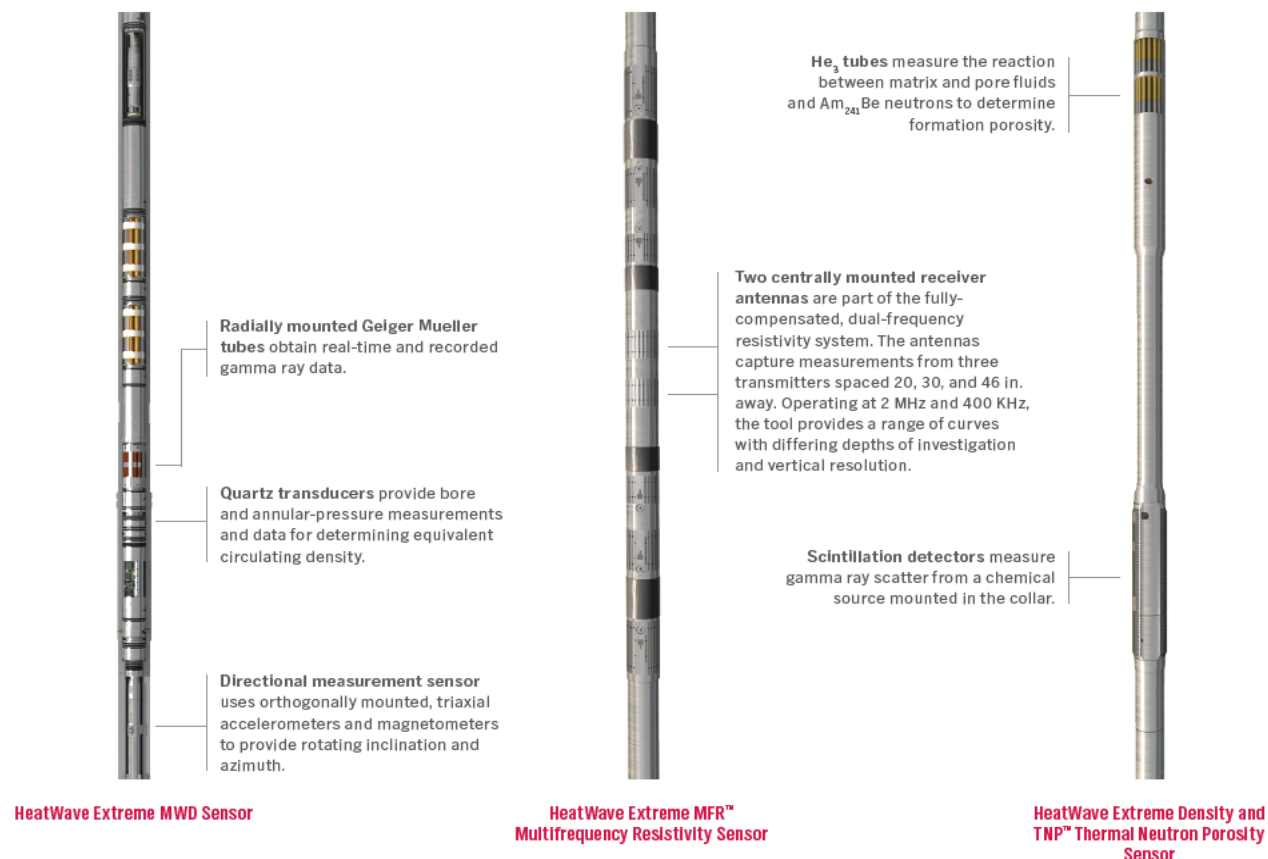 Radially mounted Geiger Mueller
tubes obtain real-time and recorded
gamma ray data.
Quartz transducers provide bore
and annular-pressure measurements
and data for determining equivalent
circulating density.
Directional measurement sensor
uses orthogonally mounted, triaxial
accelerometers and magnetometers
to provide rotating inclination and
azimuth.
HeatWave Extreme MWD Sensor
Two centrally mounted receiver
antennas are part of the fully-
compensated, dual-frequency
resistivity system. The antennas
capture measurements from three
transmitters spaced 20, 30, and 46 in.
away. Operating at 2 MHz and 400 KHz,
the tool provides a range of curves
with differing depths of investigation
and vertical resolution.
HeatWave Extreme MFR™
Multifrequency Resistivity Sensor
He₃ tubes measure the reaction
between matrix and pore fluids
and Am₂₄₁Be neutrons to determine
formation porosity.
Scintillation detectors measure
gamma ray scatter from a chemical
source mounted in the collar.
HeatWave Extreme Density and
TNP™ Thermal Neutron Porosity
Sensor